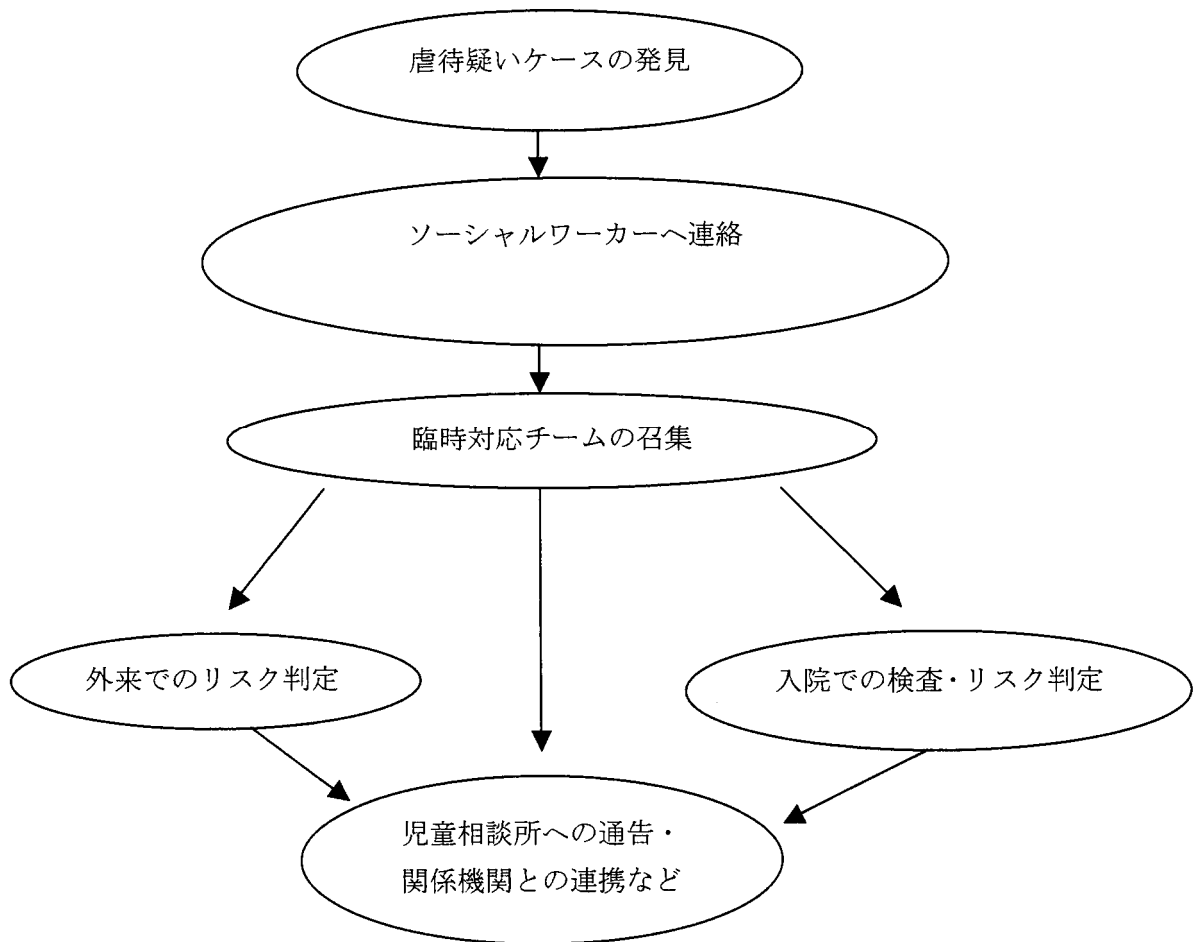 虐待疑いケースの発見
ソーシャルワーカーへ連絡
臨時対応チームの召集
外来でのリスク判定
入院での検査・リスク判定
児童相談所への通告・
関係機関との連携など